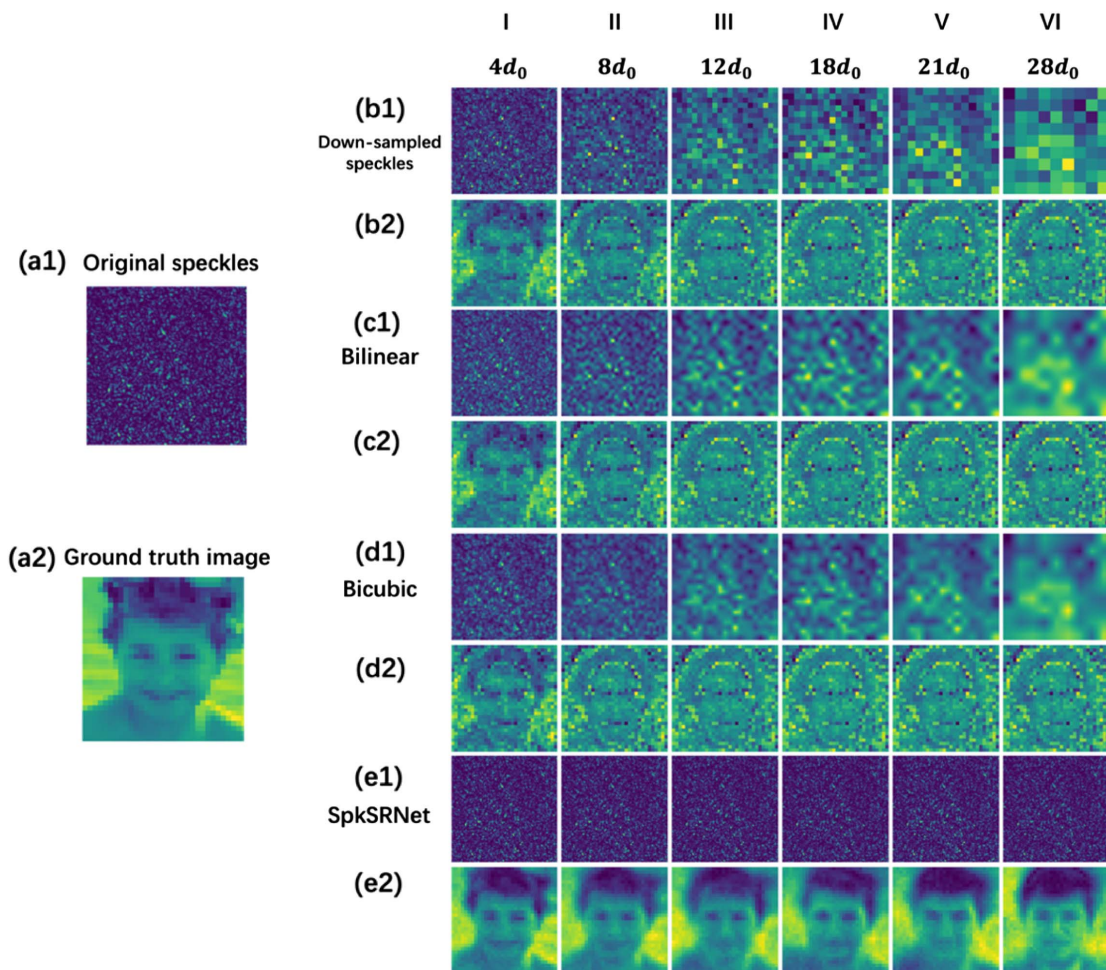 I II III IV V VI
4d₀ 8d₀ 12d₀ 18d₀ 21d₀ 28d₀
(b1)
Down-sampled
speckles
(b2)
(a1) Original speckles
(c1)
Bilinear
(c2)
(a2) Ground truth image
(d1)
Bicubic
(d2)
(e1)
SpkSRNet
(e2)